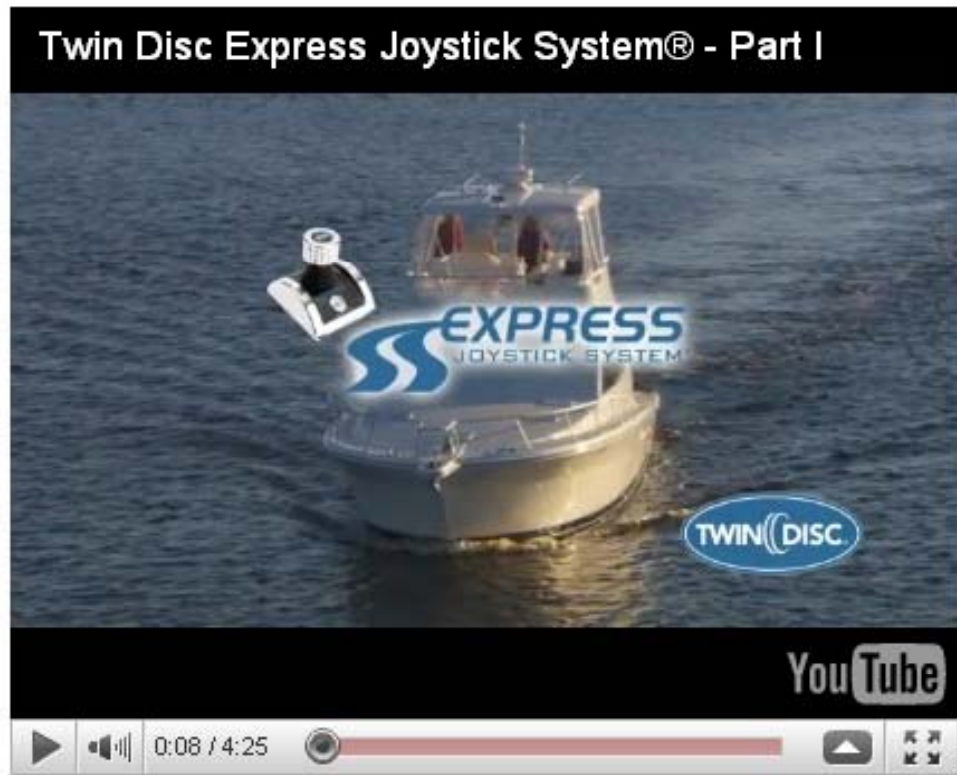 Twin Disc Express Joystick System® - Part I
EXPRESS
JOYSTICK SYSTEM
TWIN DISC
YouTube
0:08 / 4:25